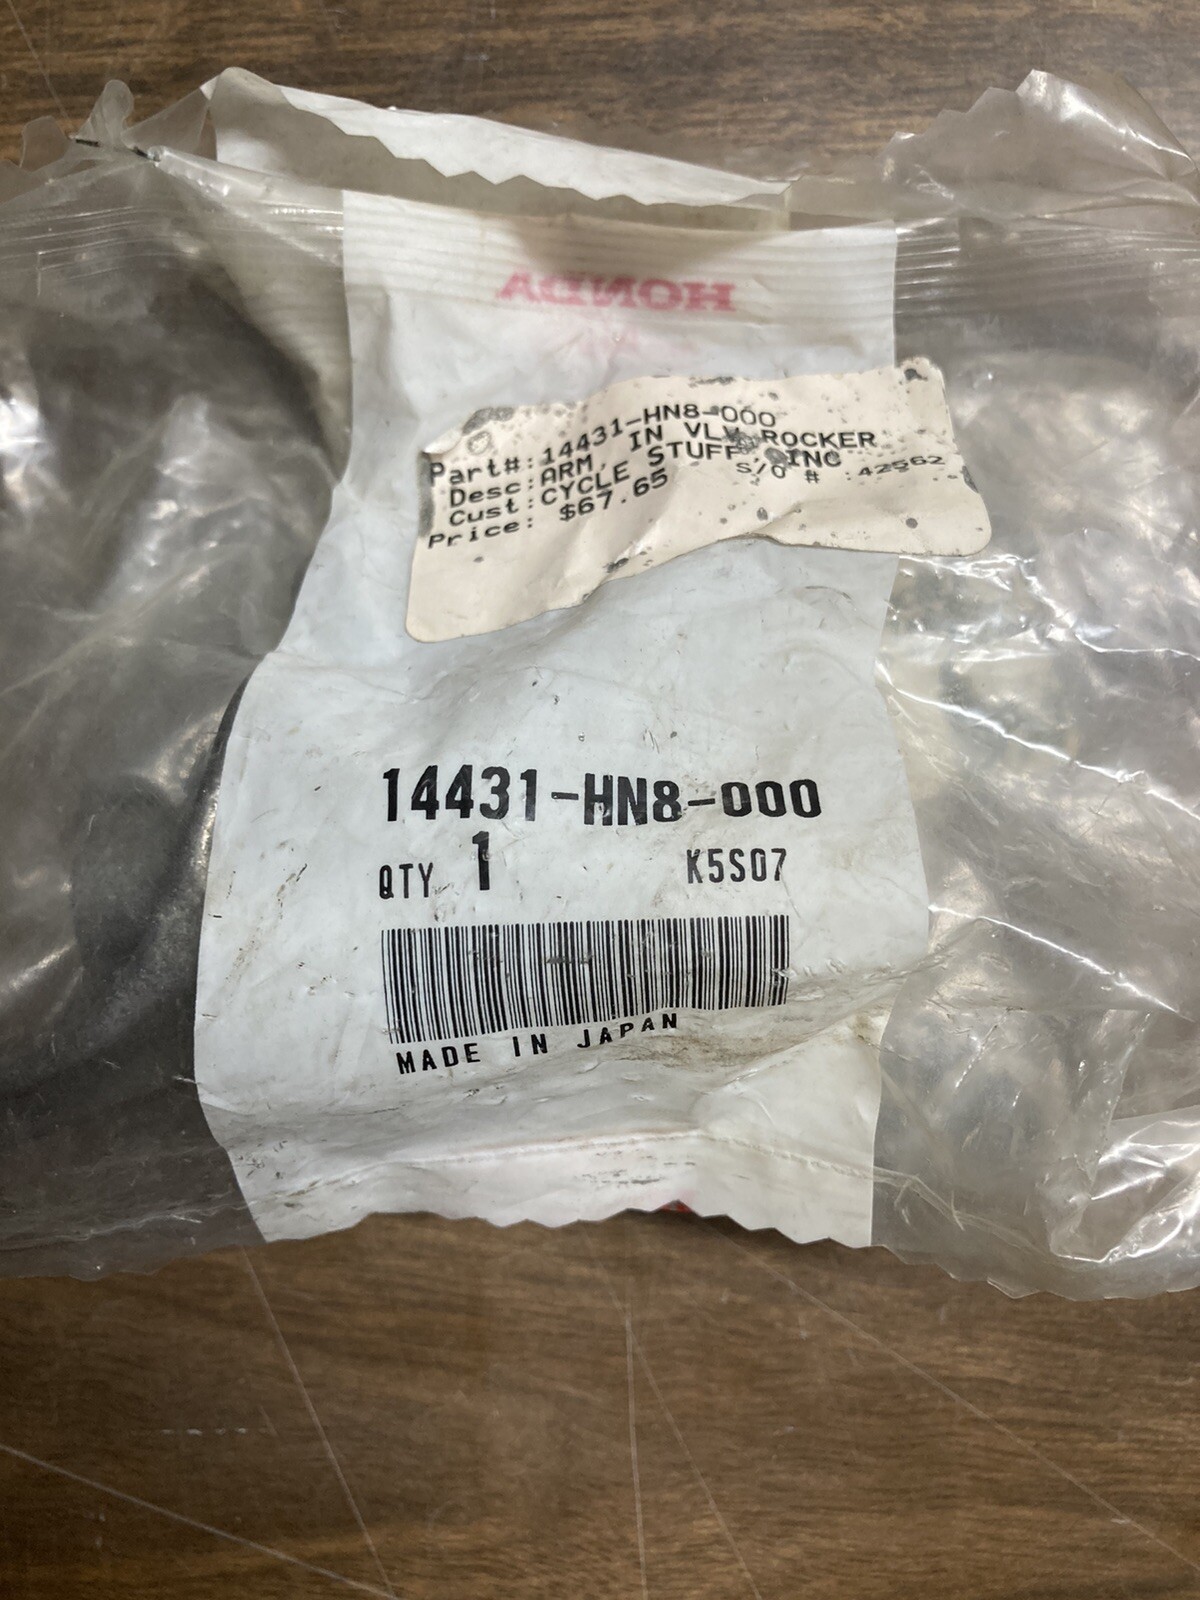 HONDA
Part#:14431-HN8-000
Desc:ARM, IN VLV ROCKER
Cust:CYCLE STUFF, INC
Price: $67.65 S/O # :42562
14431-HN8-000
QTY 1 K5S07
MADE IN JAPAN